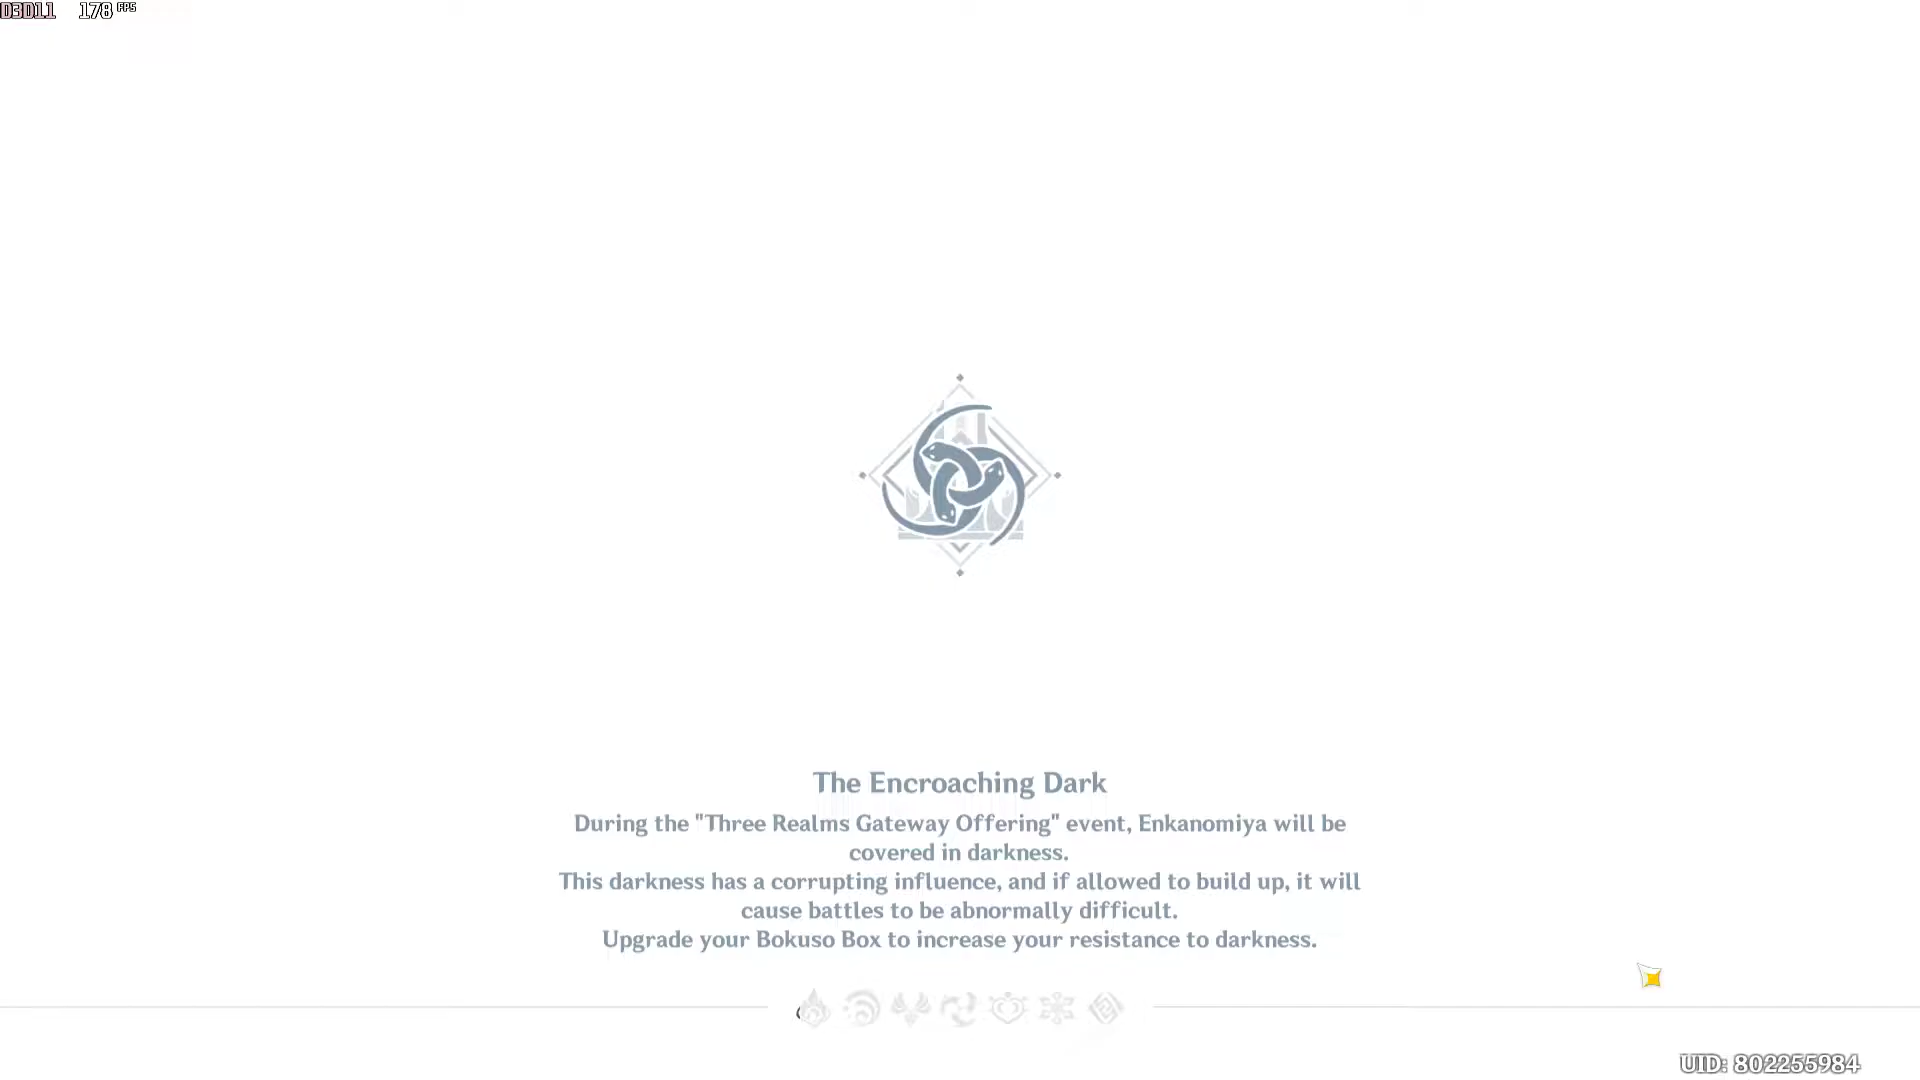 D3D11 178 FPS
The Encroaching Dark
During the "Three Realms Gateway Offering" event, Enkanomiya will be
covered in darkness.
This darkness has a corrupting influence, and if allowed to build up, it will
cause battles to be abnormally difficult.
Upgrade your Bokuso Box to increase your resistance to darkness.
UID: 802255984